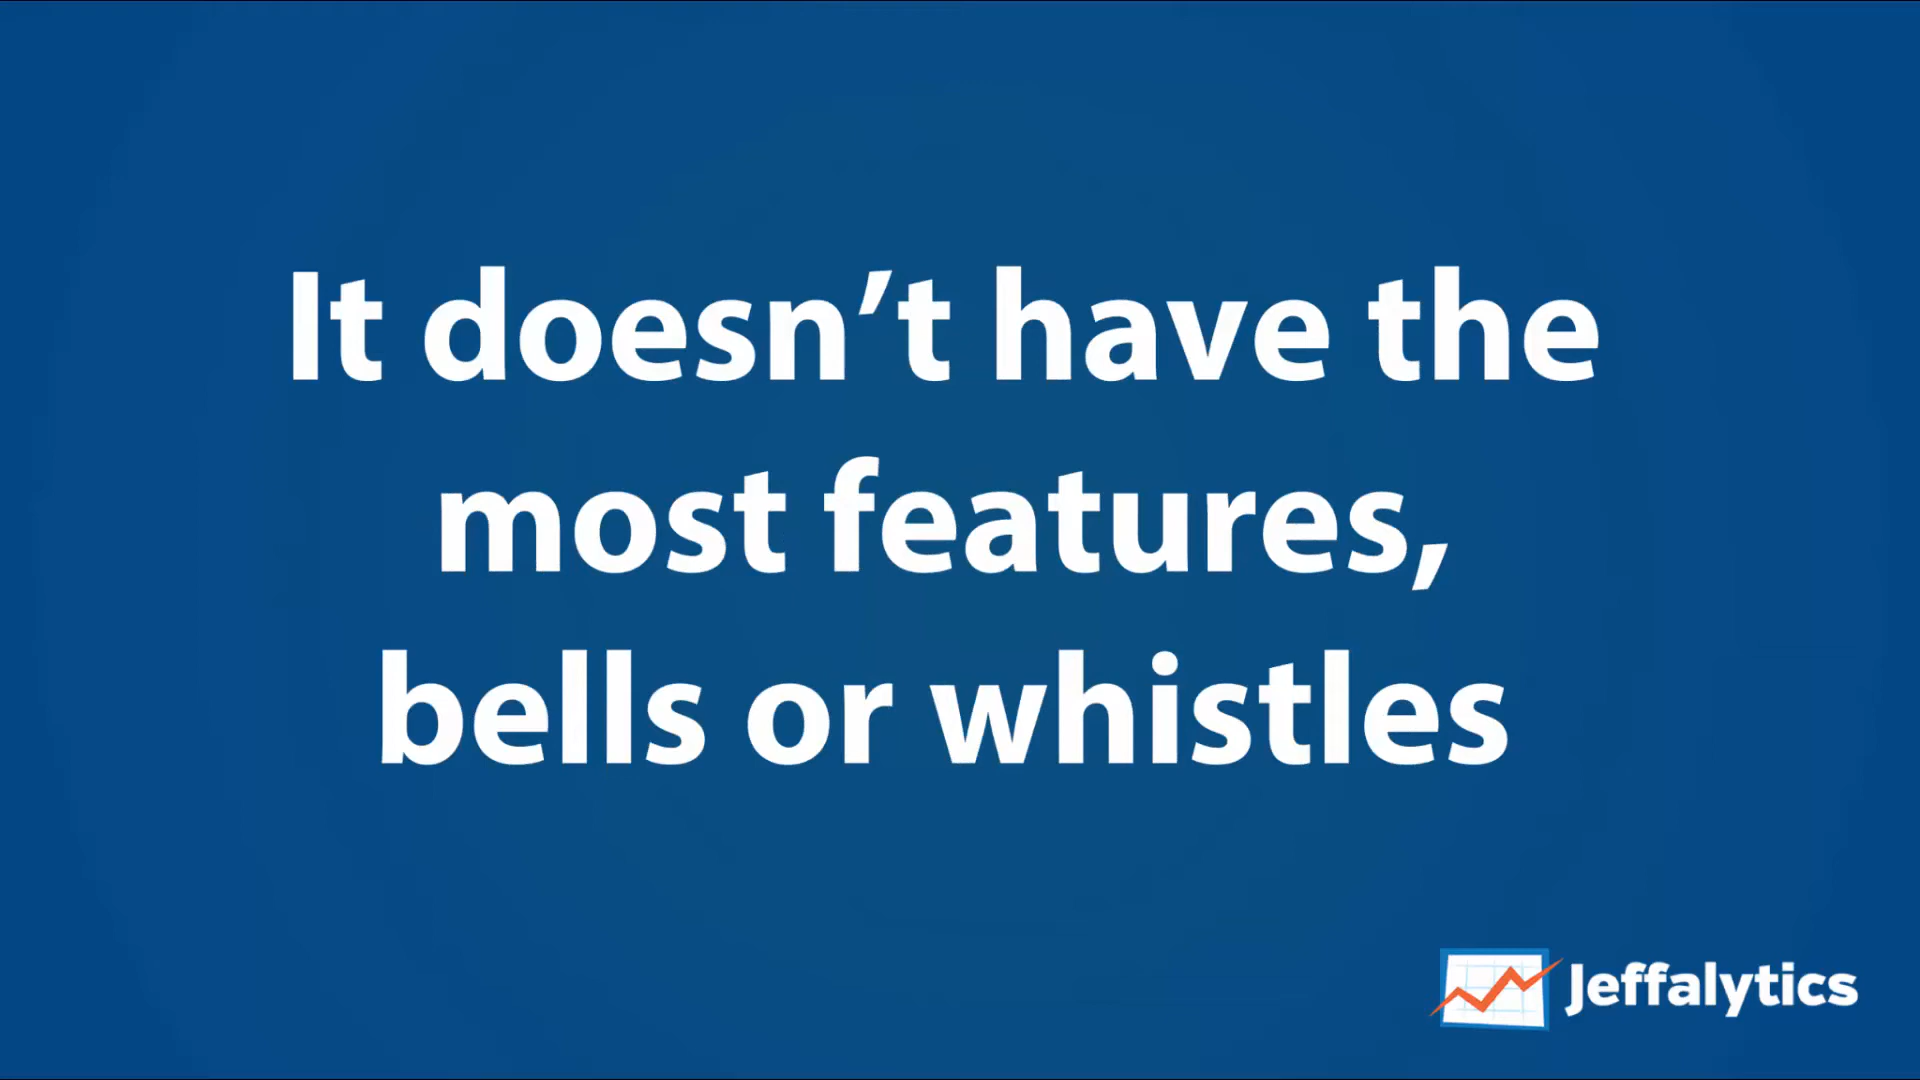 It doesn’t have the
most features,
bells or whistles
Jeffalytics